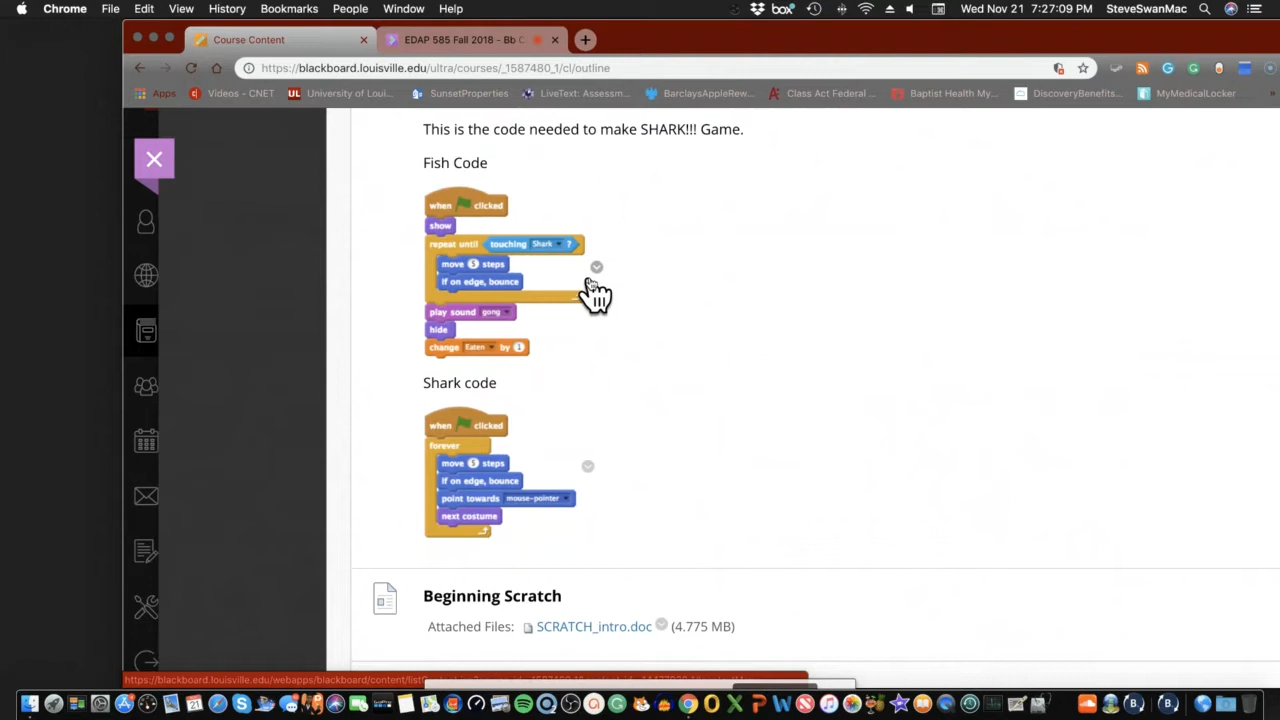 Chrome File Edit View History Bookmarks People Window Help box Wed Nov 21 7:27:09 PM SteveSwanMac
Course Content EDAP 585 Fall 2018 - Bb C
https://blackboard.louisville.edu/ultra/courses/_1587480_1/cl/outline
Apps Videos - CNET UL University of Loui... SunsetProperties LiveText: Assessm... BarclaysAppleRew... Class Act Federal ... Baptist Health My... DiscoveryBenefits... MyMedicalLocker »
This is the code needed to make SHARK!!! Game.
Fish Code
when clicked
show
repeat until touching Shark ?
move 5 steps
if on edge, bounce
play sound gong
hide
change Eaten by 1
Shark code
when clicked
forever
move 5 steps
if on edge, bounce
point towards mouse-pointer
next costume
Beginning Scratch
Attached Files: SCRATCH_intro.doc (4.775 MB)